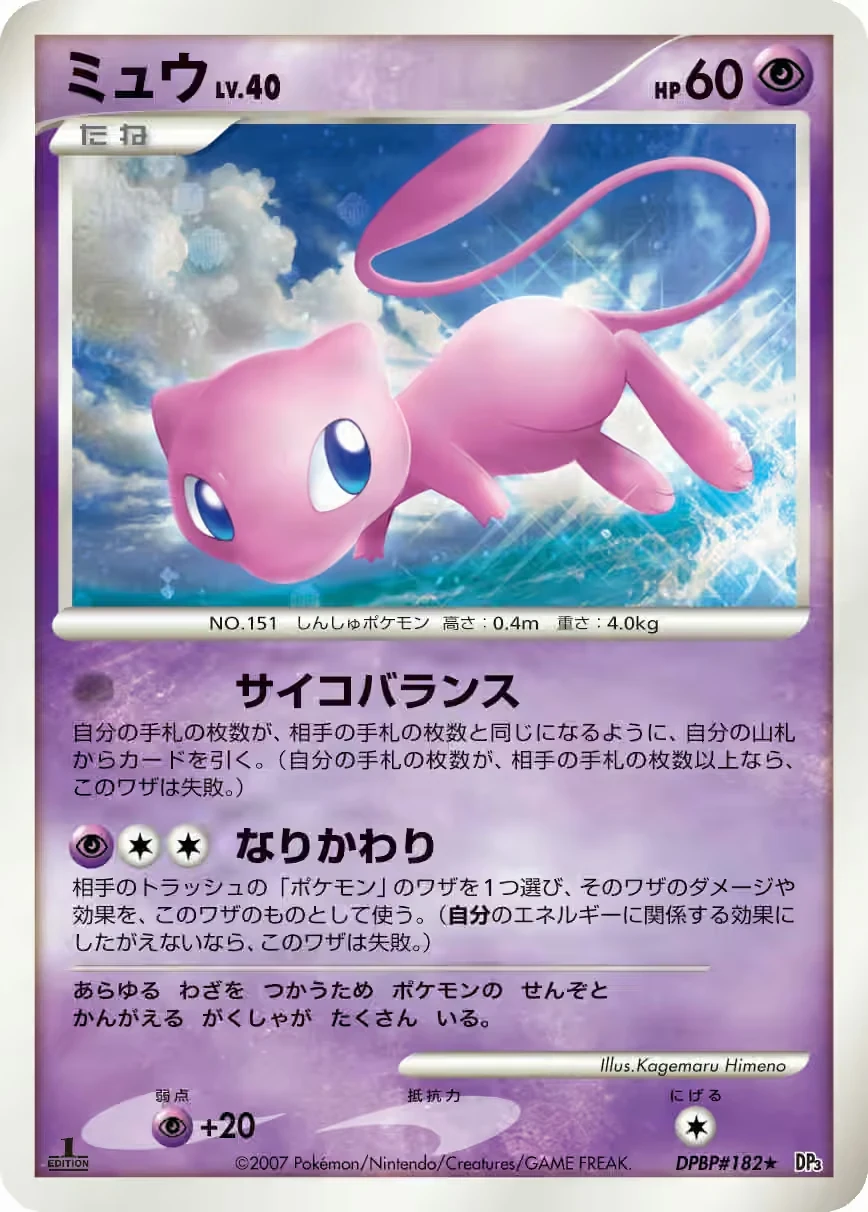 ミュウ LV.40 HP 60
たね
NO.151 しんしゅポケモン 高さ:0.4m 重さ:4.0kg
サイコバランス
自分の手札の枚数が、相手の手札の枚数と同じになるように、自分の山札
からカードを引く。(自分の手札の枚数が、相手の手札の枚数以上なら、
このワザは失敗。)
なりかわり
相手のトラッシュの「ポケモン」のワザを1つ選び、そのワザのダメージや
効果を、このワザのものとして使う。(自分のエネルギーに関係する効果に
したがえないなら、このワザは失敗。)
あらゆる わざを つかうため ポケモンの せんぞと
かんがえる がくしゃが たくさん いる。
Illus.Kagemaru Himeno
弱点 抵抗力 にげる
+20
1 EDITION ©2007 Pokémon/Nintendo/Creatures/GAME FREAK. DPBP#182★ DP3